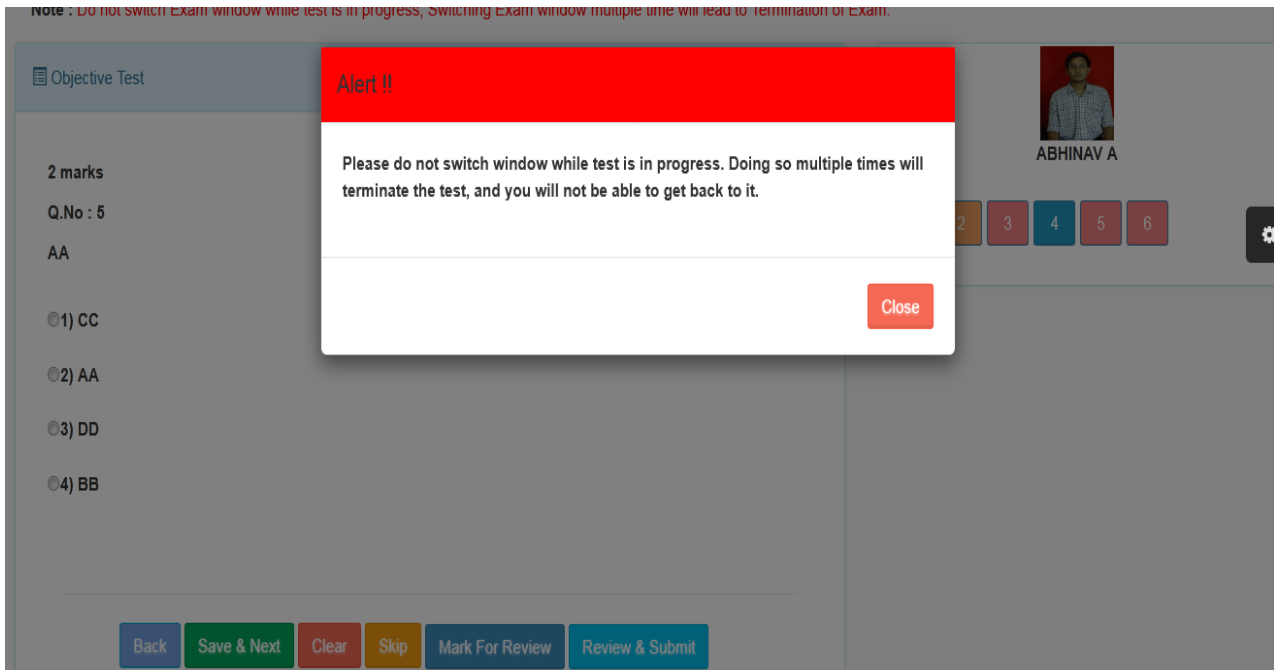 Note : Do not switch Exam window while test is in progress, Switching Exam window multiple time will lead to Termination of Exam.
Objective Test
Alert !!
Please do not switch window while test is in progress. Doing so multiple times will
terminate the test, and you will not be able to get back to it.
Close
ABHINAV A
2 3 4 5 6
2 marks
Q.No : 5
AA
1) CC
2) AA
3) DD
4) BB
Back Save & Next Clear Skip Mark For Review Review & Submit